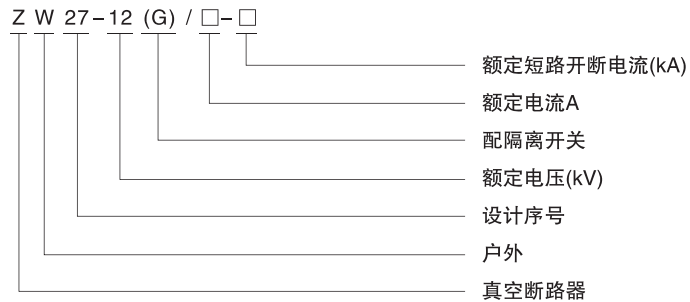 ZW27-12(G)/□-□
额定短路开断电流(kA)
额定电流A
配隔离开关
额定电压(kV)
设计序号
户外
真空断路器